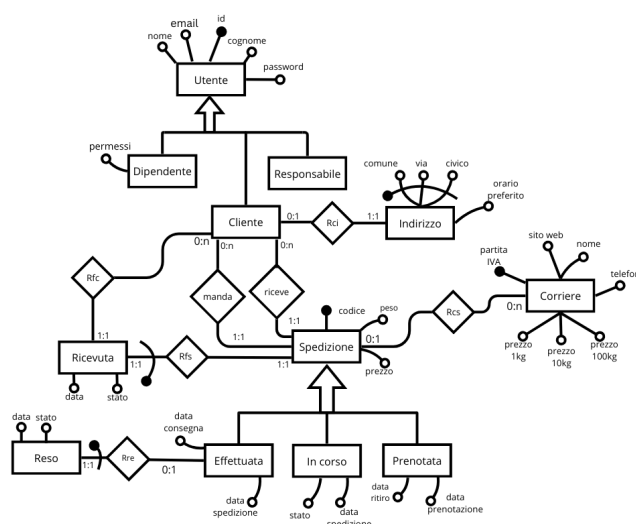 id
email
nome
cognome
password
Utente
permessi
Dipendente
Responsabile
comune
via
civico
orario
preferito
Cliente
0:1
Rci
1:1
Indirizzo
0:n
0:n
0:n
sito web
nome
partita
IVA
telefor
Corriere
0:n
Rfc
manda
riceve
codice
peso
Rcs
1:1
1:1
1:1
prezzo
1kg
prezzo
10kg
prezzo
100kg
Ricevuta
1:1
Rfs
1:1
Spedizione
0:1
prezzo
data
stato
data
stato
data
consegna
Reso
1:1
Rre
0:1
Effettuata
In corso
Prenotata
data
spedizione
stato
data
spedizione
data
ritiro
data
prenotazione